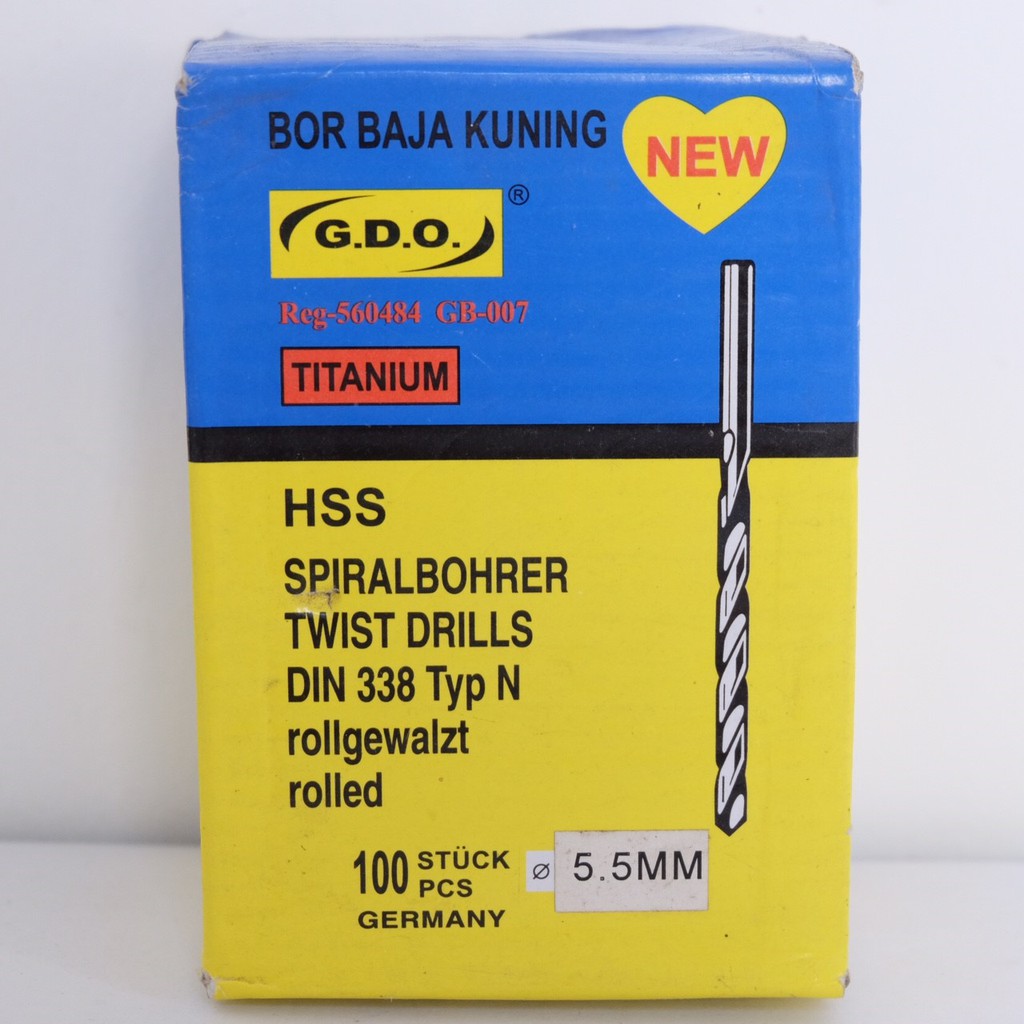 BOR BAJA KUNING
NEW
G.D.O. ®
Reg-560484 GB-007
TITANIUM
HSS
SPIRALBOHRER
TWIST DRILLS
DIN 338 Typ N
rollgewalzt
rolled
100 STÜCK
PCS
⌀ 5.5MM
GERMANY